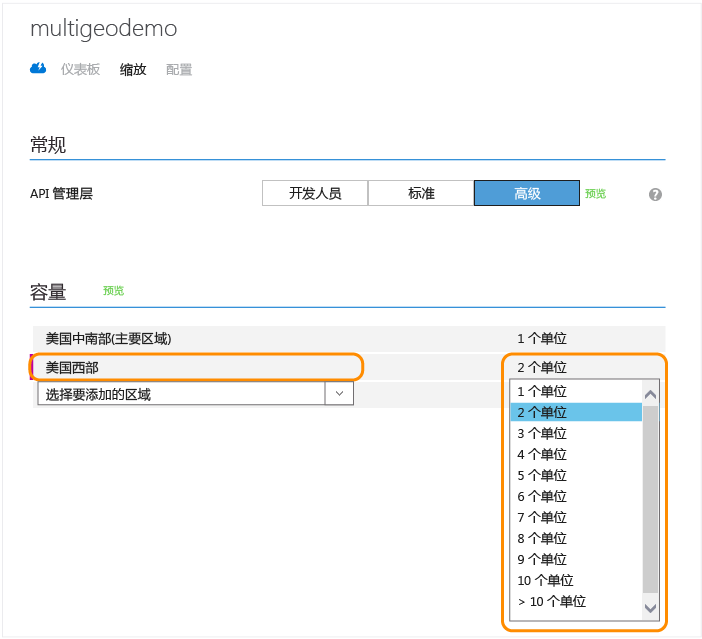 multigeodemo
仪表板 缩放 配置
常规
API 管理层 开发人员 标准 高级 预览 ?
容量 预览
美国中南部(主要区域) 1 个单位
美国西部 2 个单位
选择要添加的区域 1 个单位
2 个单位
3 个单位
4 个单位
5 个单位
6 个单位
7 个单位
8 个单位
9 个单位
10 个单位
> 10 个单位